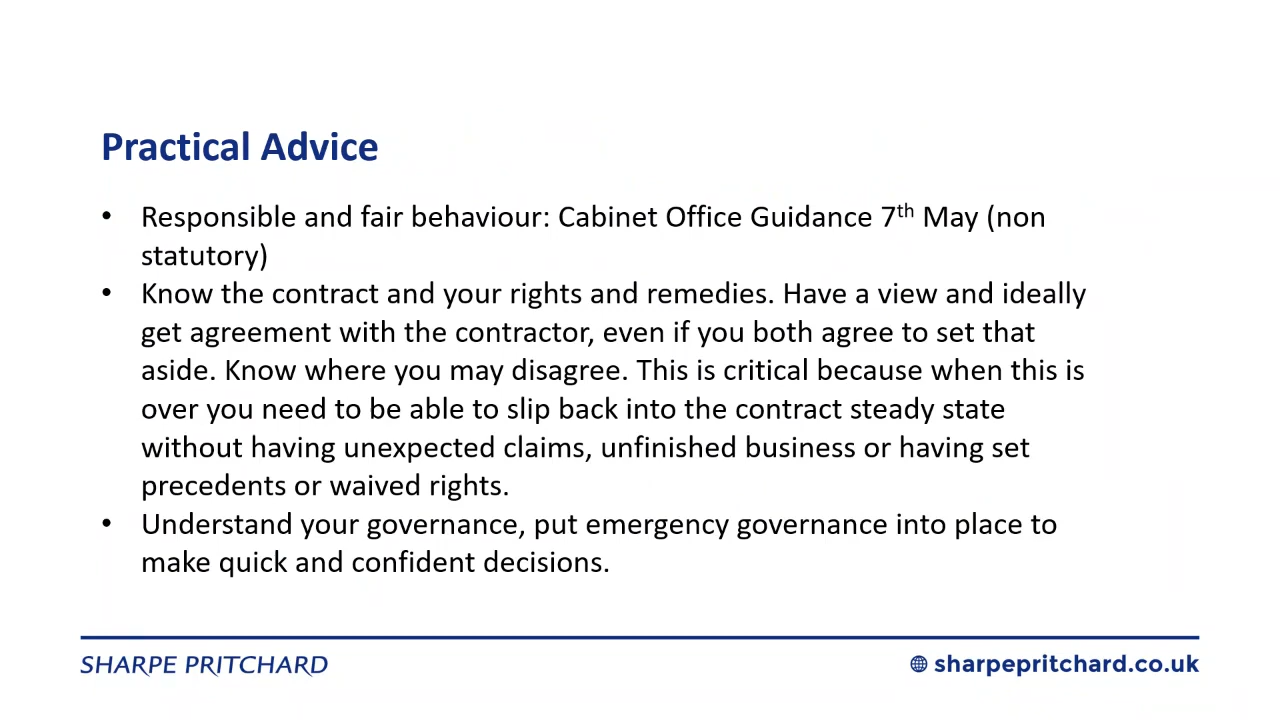 Practical Advice
• Responsible and fair behaviour: Cabinet Office Guidance 7th May (non
statutory)
• Know the contract and your rights and remedies. Have a view and ideally
get agreement with the contractor, even if you both agree to set that
aside. Know where you may disagree. This is critical because when this is
over you need to be able to slip back into the contract steady state
without having unexpected claims, unfinished business or having set
precedents or waived rights.
• Understand your governance, put emergency governance into place to
make quick and confident decisions.
SHARPE PRITCHARD
sharpepritchard.co.uk